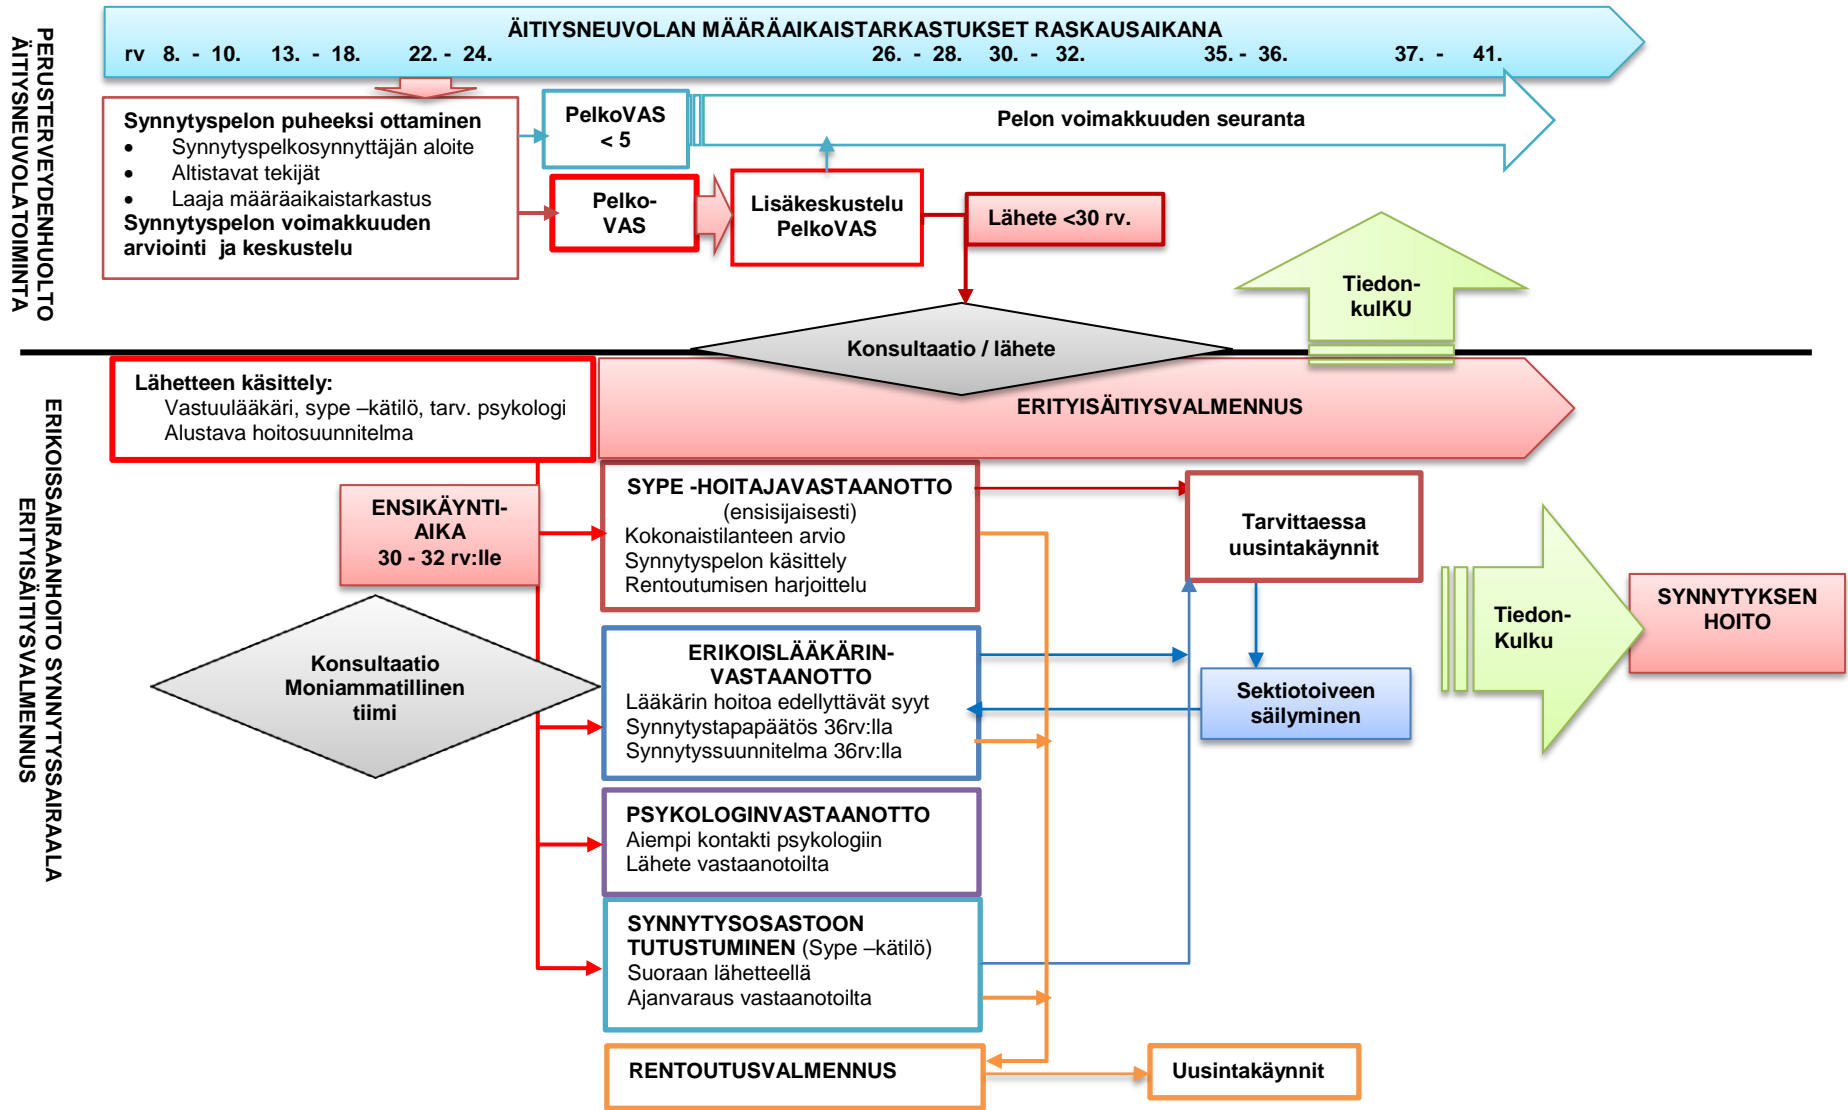 PERUSTERVEYDENHUOLTO
ÄITIYSNEUVOLATOIMINTA
ÄITIYSNEUVOLAN MÄÄRÄAIKAISTARKASTUKSET RASKAUSAIKANA
rv 8. - 10. 13. - 18. 22. - 24. 26. - 28. 30. - 32. 35. - 36. 37. - 41.
Synnytyspelon puheeksi ottaminen
• Synnytyspelkosynnyttäjän aloite
• Altistavat tekijät
• Laaja määräaikaistarkastus
Synnytyspelon voimakkuuden
arviointi ja keskustelu
PelkoVAS
< 5
Pelon voimakkuuden seuranta
Pelko-
VAS
Lisäkeskustelu
PelkoVAS
Lähete <30 rv.
Tiedon-
kulKU
Konsultaatio / lähete
ERIKOISSAIRAANHOITO SYNNYTYSSAIRAALA
ERITYISÄITIYSVALMENNUS
Lähetteen käsittely:
Vastuulääkäri, sype –kätilö, tarv. psykologi
Alustava hoitosuunnitelma
ERITYISÄITIYSVALMENNUS
ENSIKÄYNTI-
AIKA
30 - 32 rv:lle
SYPE -HOITAJAVASTAANOTTO
(ensisijaisesti)
Kokonaistilanteen arvio
Synnytyspelon käsittely
Rentoutumisen harjoittelu
Tarvittaessa
uusintakäynnit
Tiedon-
Kulku
SYNNYTYKSEN
HOITO
Konsultaatio
Moniammatillinen
tiimi
ERIKOISLÄÄKÄRIN-
VASTAANOTTO
Lääkärin hoitoa edellyttävät syyt
Synnytystapapäätös 36rv:lla
Synnytyssuunnitelma 36rv:lla
Sektiotoiveen
säilyminen
PSYKOLOGINVASTAANOTTO
Aiempi kontakti psykologiin
Lähete vastaanotoilta
SYNNYTYSOSASTOON
TUTUSTUMINEN (Sype –kätilö)
Suoraan lähetteellä
Ajanvaraus vastaanotoilta
RENTOUTUSVALMENNUS
Uusintakäynnit